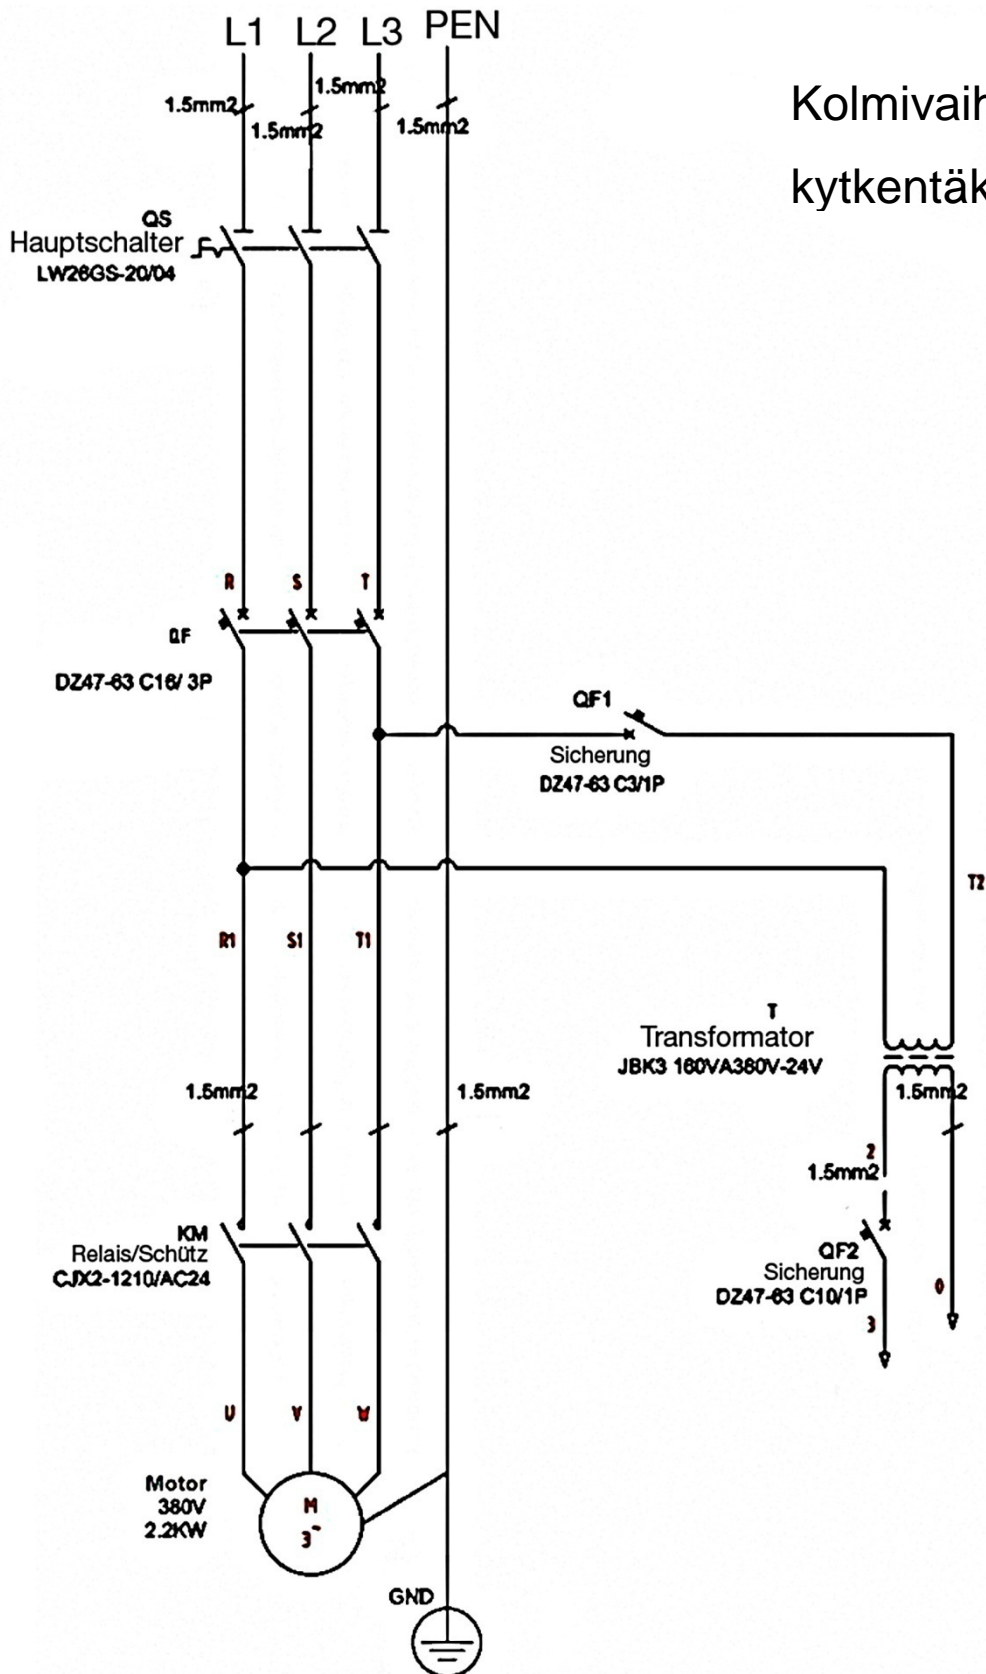 L1 L2 L3 PEN
1.5mm2
1.5mm2
1.5mm2
1.5mm2
QS
Hauptschalter
LW26GS-20/04
R S T
QF
DZ47-63 C16/ 3P
QF1
Sicherung
DZ47-63 C3/1P
T2
R1 S1 T1
T
Transformator
JBK3 160VA380V-24V
1.5mm2
1.5mm2
1.5mm2
2
1.5mm2
KM
Relais/Schütz
CJX2-1210/AC24
QF2
Sicherung
DZ47-63 C10/1P
0
3
U V W
Motor
380V
2.2KW
M
3~
GND